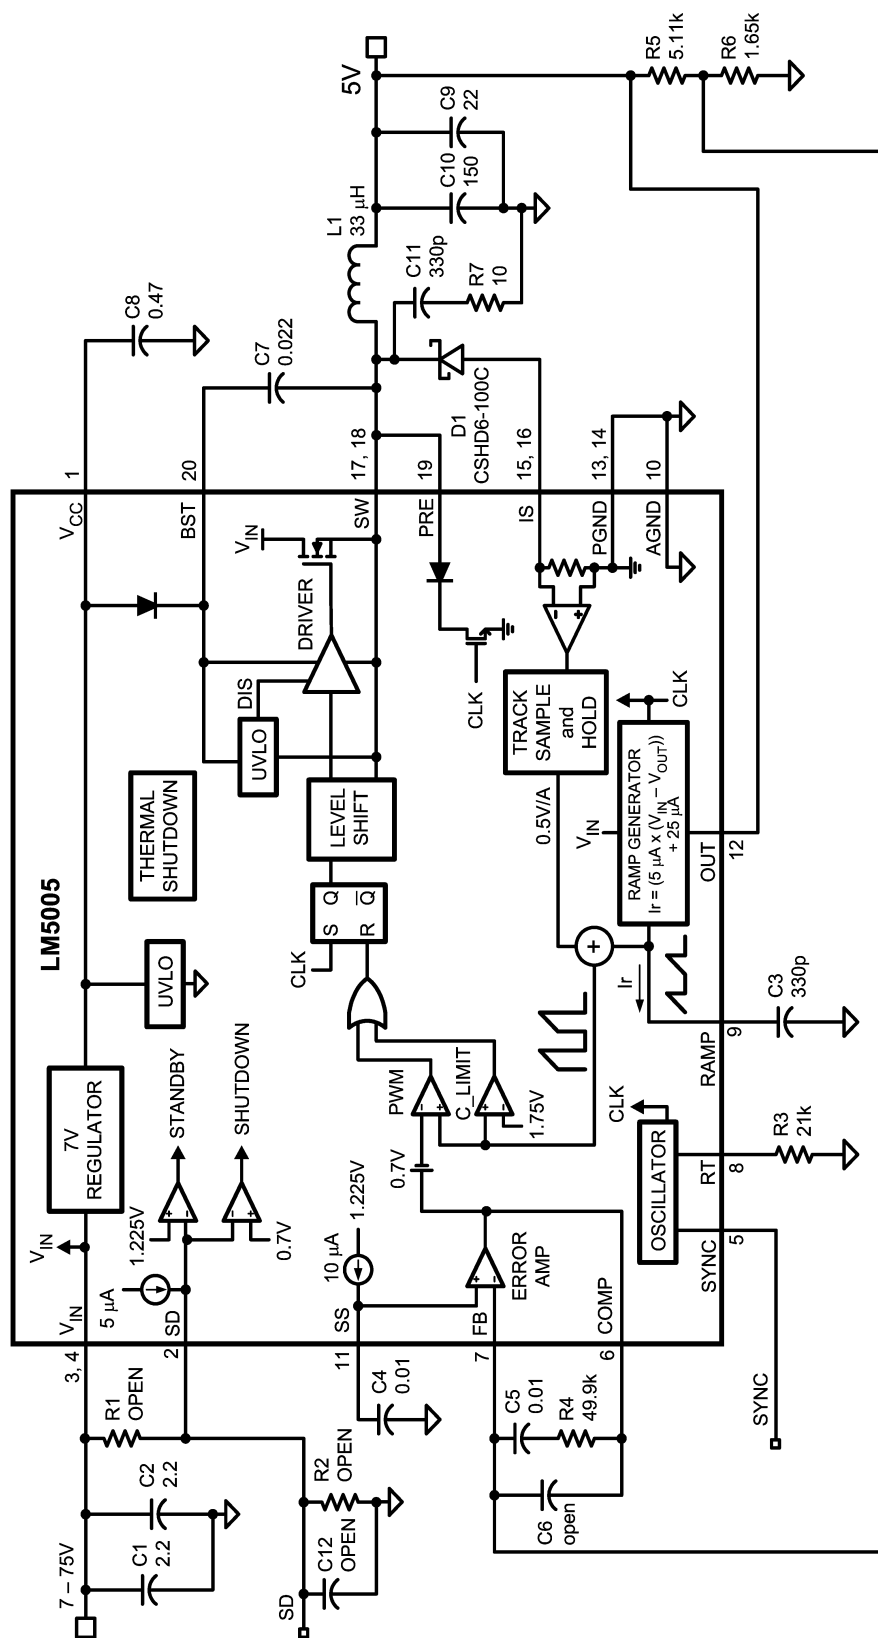 7 – 75V
C1
2.2
C2
2.2
R1
OPEN
SD
C12
OPEN
R2
OPEN
3, 4
V_IN
2
SD
5 µA
V_IN
7V
REGULATOR
1.225V
0.7V
STANDBY
SHUTDOWN
UVLO
LM5005
THERMAL
SHUTDOWN
V_CC
1
C8
0.47
BST
20
C7
0.022
UVLO
DIS
DRIVER
V_IN
SW
17, 18
L1
33 µH
5V
C9
22
C10
150
C11
330p
R7
10
R5
5.11k
R6
1.65k
D1
CSHD6-100C
PRE
19
CLK
IS
15, 16
PGND
13, 14
AGND
10
LEVEL
SHIFT
S Q
R Q̅
CLK
11
SS
C4
0.01
10 µA
1.225V
0.7V
PWM
C_LIMIT
1.75V
7
FB
ERROR
AMP
6
COMP
C5
0.01
R4
49.9k
C6
open
TRACK
SAMPLE
and
HOLD
0.5V/A
CLK
V_IN
RAMP GENERATOR
Ir = (5 µA x (V_IN – V_OUT))
+ 25 µA
+
Ir
OUT
12
RAMP
9
C3
330p
CLK
OSCILLATOR
RT
8
R3
21k
SYNC
5
SYNC